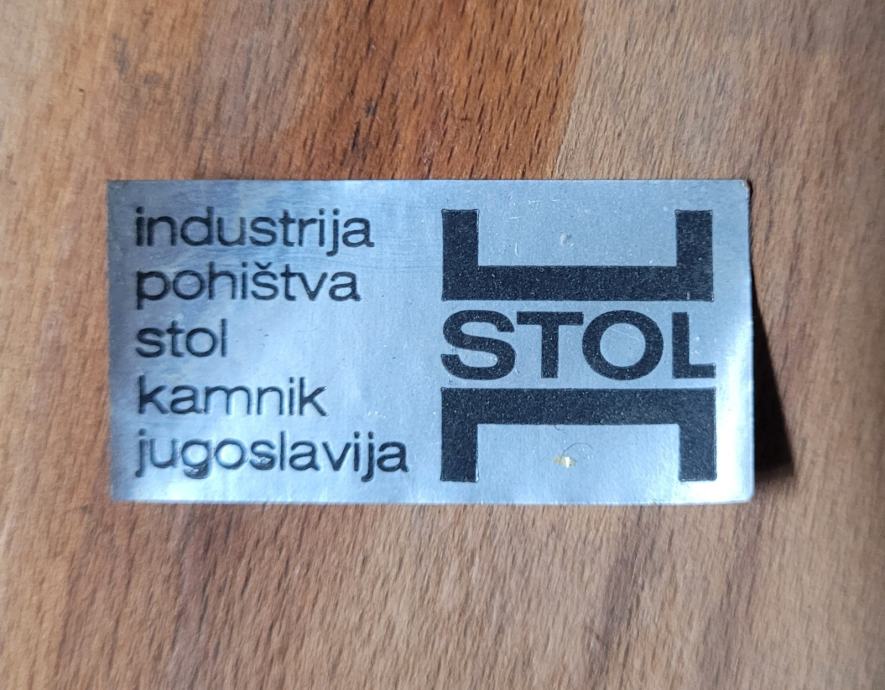 industrija
pohištva
stol
kamnik
jugoslavija
STOL